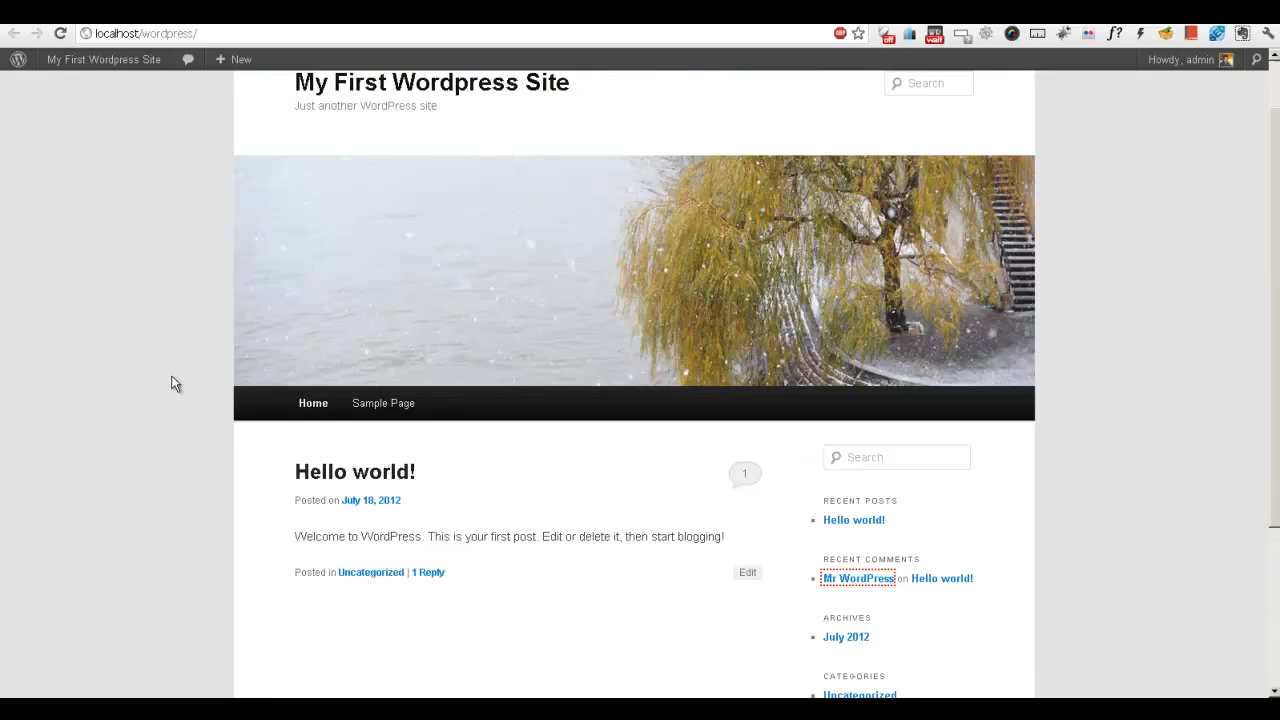 localhost/wordpress/
ABP
off
wait
f?
My First Wordpress Site
New
Howdy, admin
My First Wordpress Site
Search
Just another WordPress site
Home
Sample Page
Search
Hello world!
1
Posted on July 18, 2012
RECENT POSTS
Hello world!
Welcome to WordPress. This is your first post. Edit or delete it, then start blogging!
RECENT COMMENTS
Posted in Uncategorized | 1 Reply
Edit
Mr WordPress on Hello world!
ARCHIVES
July 2012
CATEGORIES
Uncategorized